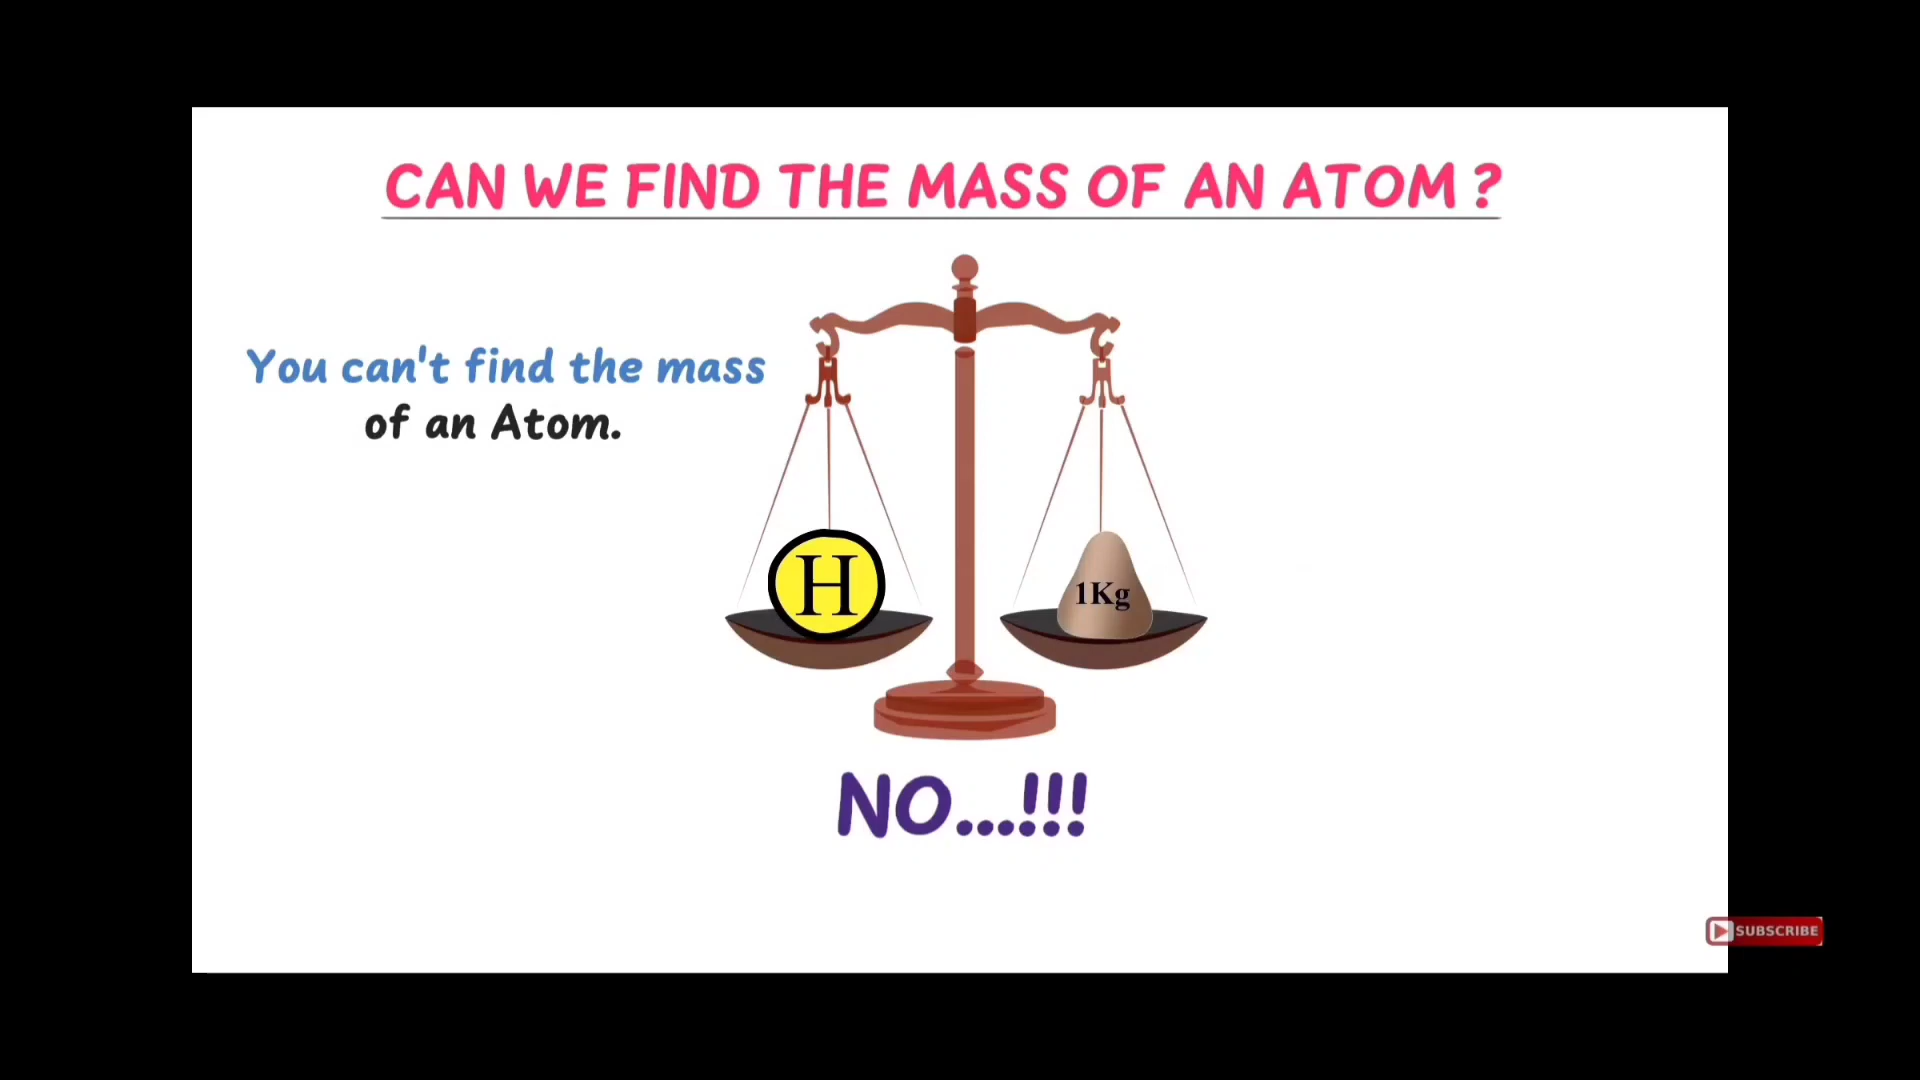 CAN WE FIND THE MASS OF AN ATOM ?
You can't find the mass
of an Atom.
H
1Kg
NO...!!!
SUBSCRIBE